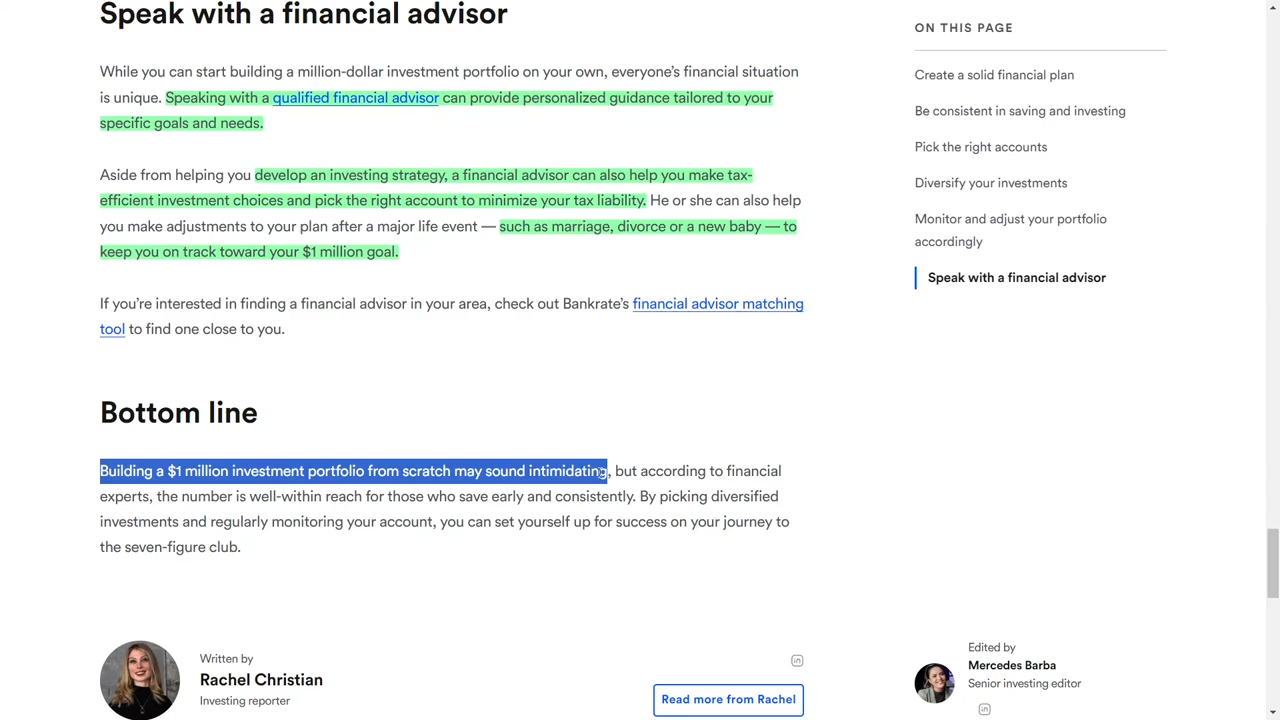 Speak with a financial advisor
While you can start building a million-dollar investment portfolio on your own, everyone’s financial situation
is unique. Speaking with a qualified financial advisor can provide personalized guidance tailored to your
specific goals and needs.
Aside from helping you develop an investing strategy, a financial advisor can also help you make tax-
efficient investment choices and pick the right account to minimize your tax liability. He or she can also help
you make adjustments to your plan after a major life event — such as marriage, divorce or a new baby — to
keep you on track toward your $1 million goal.
If you’re interested in finding a financial advisor in your area, check out Bankrate’s financial advisor matching
tool to find one close to you.
Bottom line
Building a $1 million investment portfolio from scratch may sound intimidating, but according to financial
experts, the number is well-within reach for those who save early and consistently. By picking diversified
investments and regularly monitoring your account, you can set yourself up for success on your journey to
the seven-figure club.
Written by
Rachel Christian
Investing reporter
in
Read more from Rachel
ON THIS PAGE
Create a solid financial plan
Be consistent in saving and investing
Pick the right accounts
Diversify your investments
Monitor and adjust your portfolio
accordingly
Speak with a financial advisor
Edited by
Mercedes Barba
Senior investing editor
in